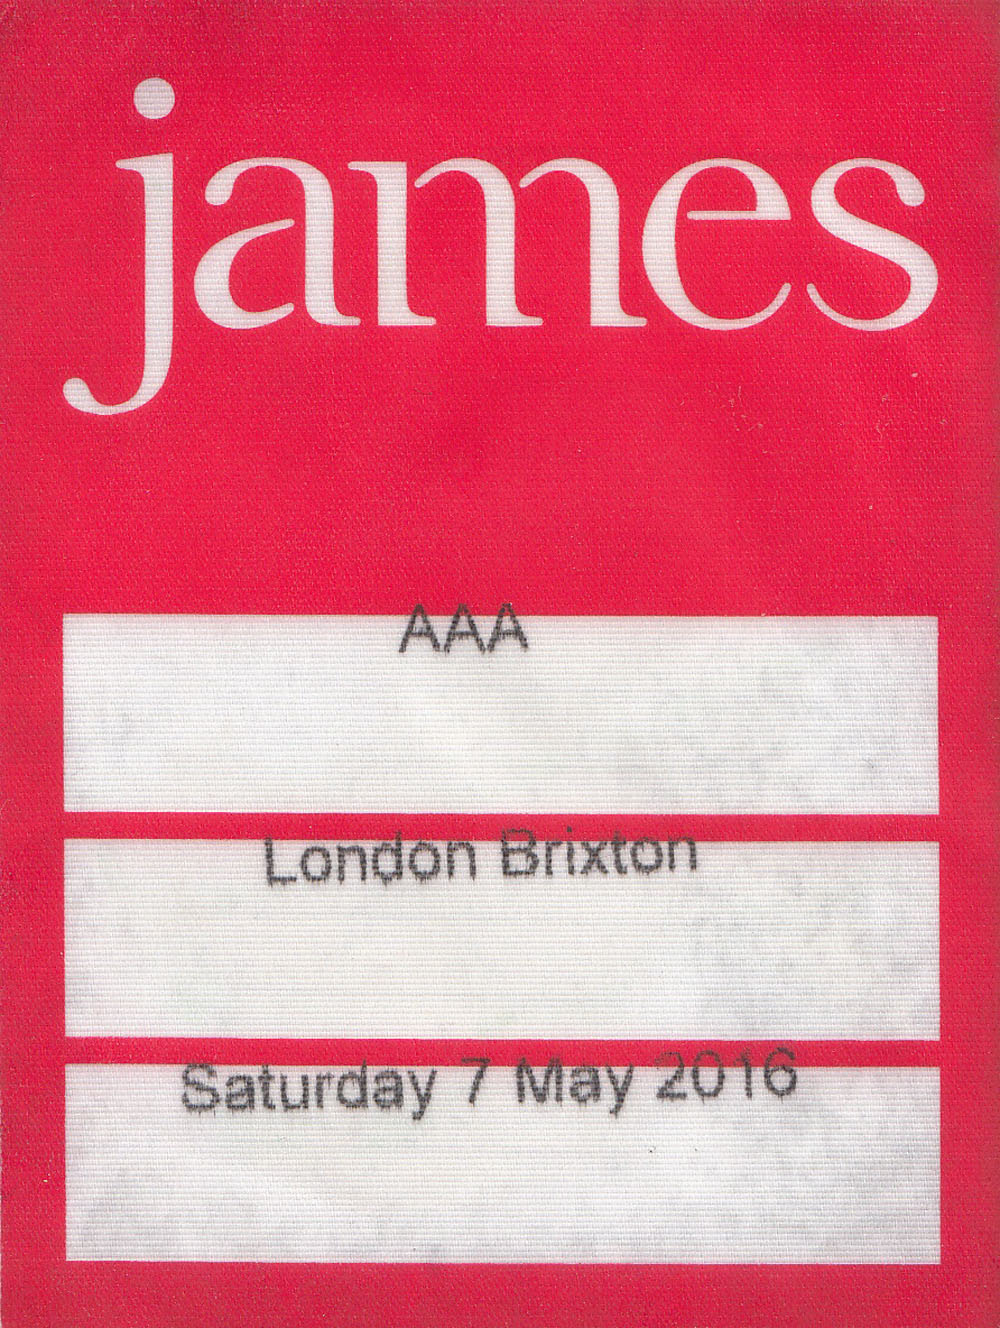 james
AAA
London Brixton
Saturday 7 May 2016